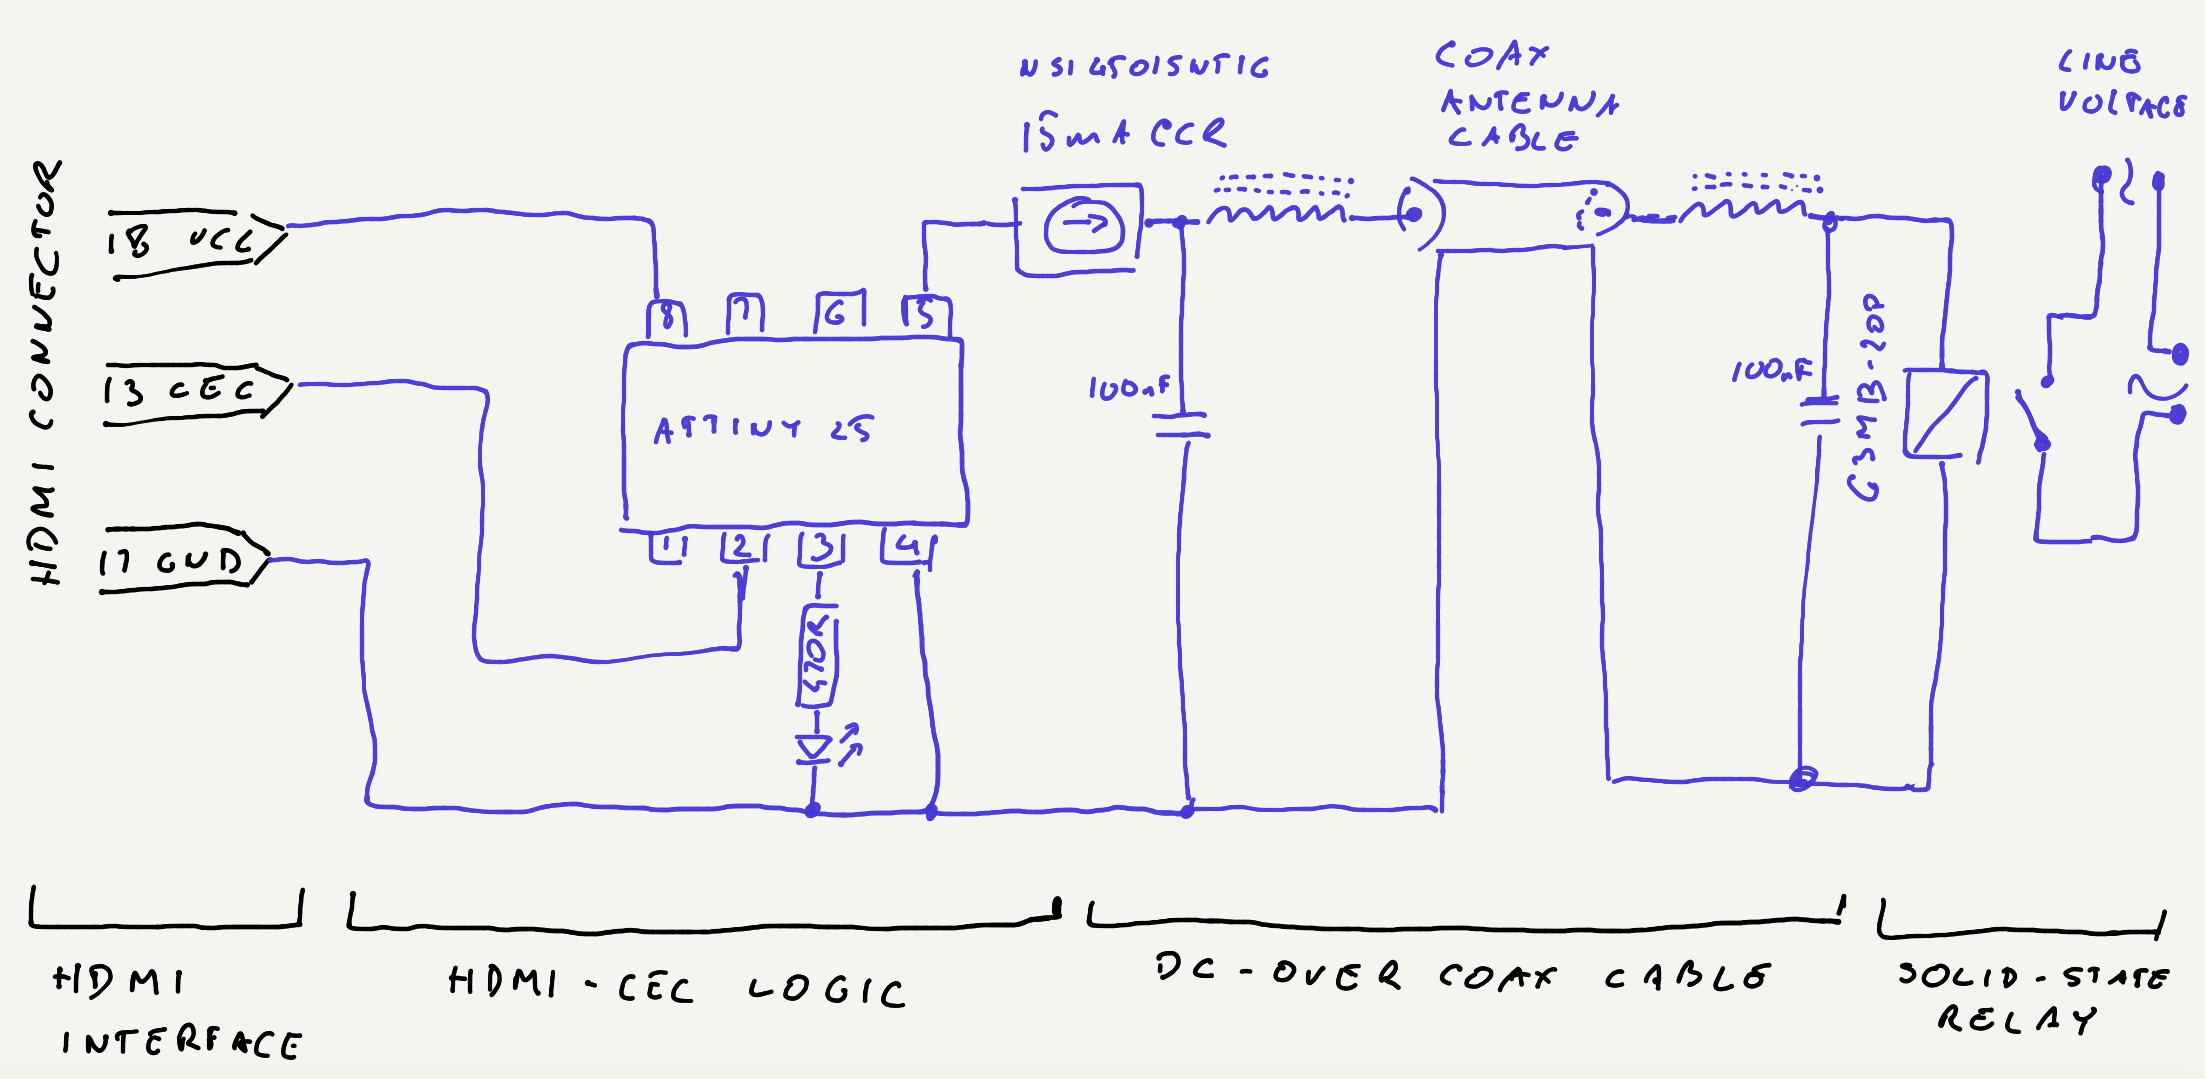 NSI45015WT1G
15mA CCR
COAX
ANTENNA
CABLE
LINE
VOLTAGE
HDMI CONNECTOR
18 VCC
13 CEC
17 GND
8
7
6
5
ATTINY 25
1
2
3
4
470R
100nF
100nF
G3MB-20P
HDMI
INTERFACE
HDMI-CEC LOGIC
DC-OVER COAX CABLE
SOLID-STATE
RELAY